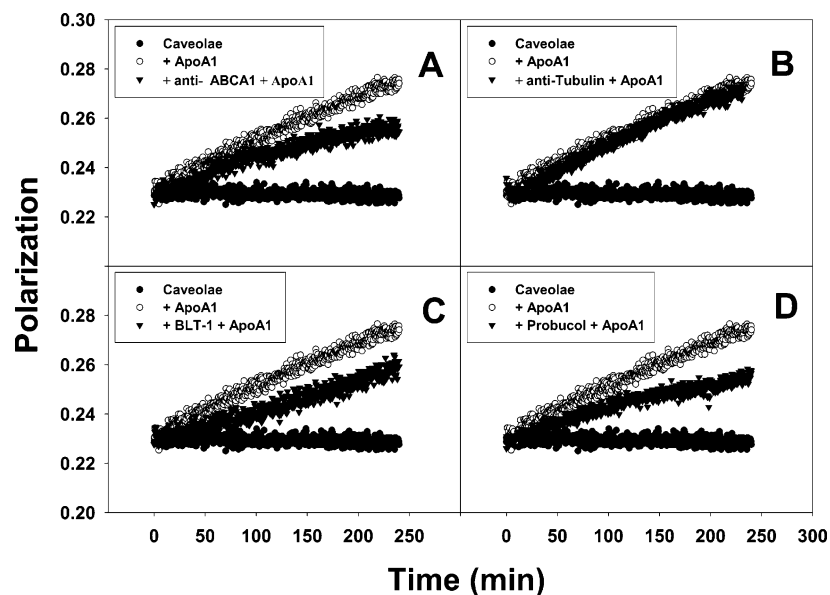 0.30
0.28
0.26
0.24
0.22
Caveolae
+ ApoA1
+ anti- ABCA1 + ApoA1
A
Caveolae
+ ApoA1
+ anti-Tubulin + ApoA1
B
Polarization
0.28
0.26
0.24
0.22
0.20
Caveolae
+ ApoA1
+ BLT-1 + ApoA1
C
Caveolae
+ ApoA1
+ Probucol + ApoA1
D
0 50 100 150 200 250
0 50 100 150 200 250 300
Time (min)